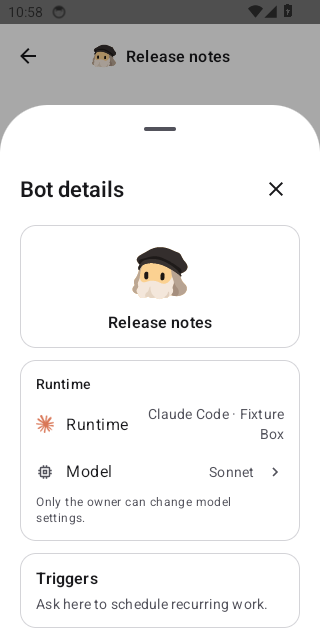 10:58
Release notes
Bot details
Release notes
Runtime
Runtime
Claude Code · Fixture
Box
Model
Sonnet
Only the owner can change model
settings.
Triggers
Ask here to schedule recurring work.